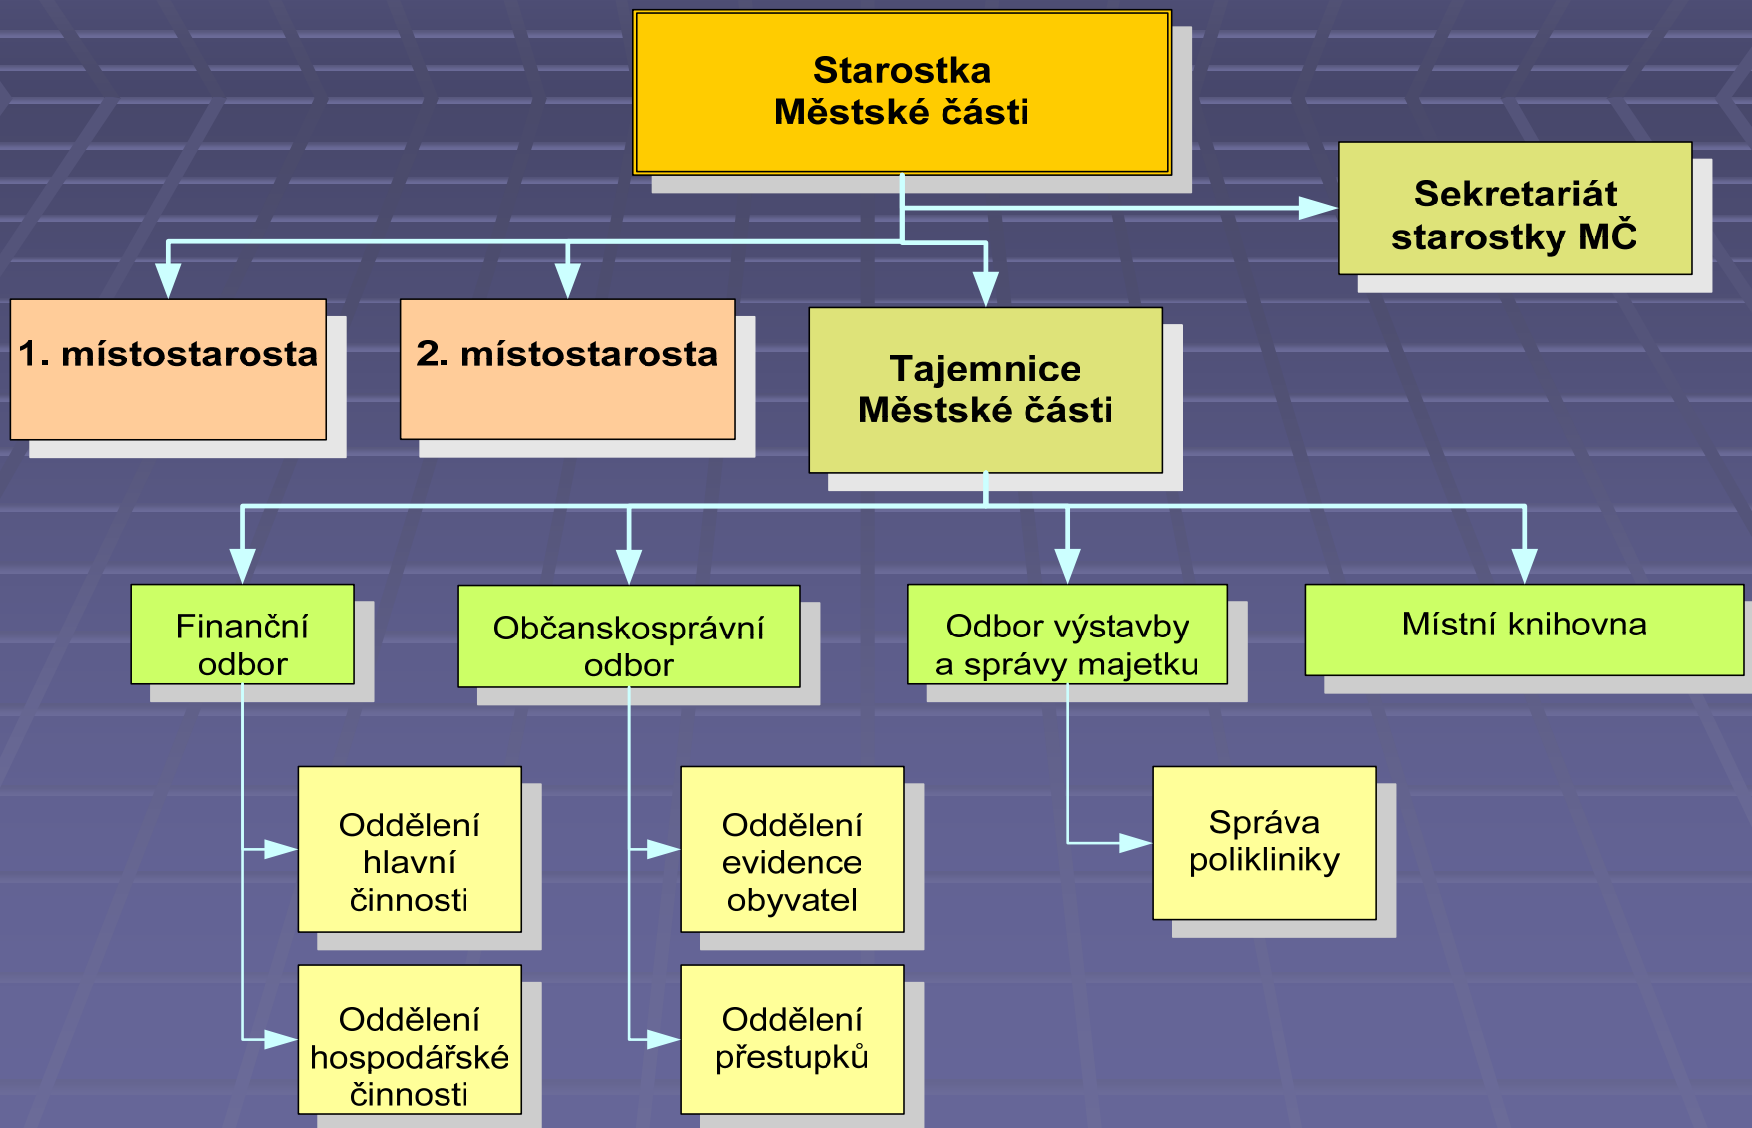 Starostka
Městské části
Sekretariát
starostky MČ
1. místostarosta
2. místostarosta
Tajemnice
Městské části
Finanční
odbor
Občanskosprávní
odbor
Odbor výstavby
a správy majetku
Místní knihovna
Oddělení
hlavní
činnosti
Oddělení
evidence
obyvatel
Správa
polikliniky
Oddělení
hospodářské
činnosti
Oddělení
přestupků